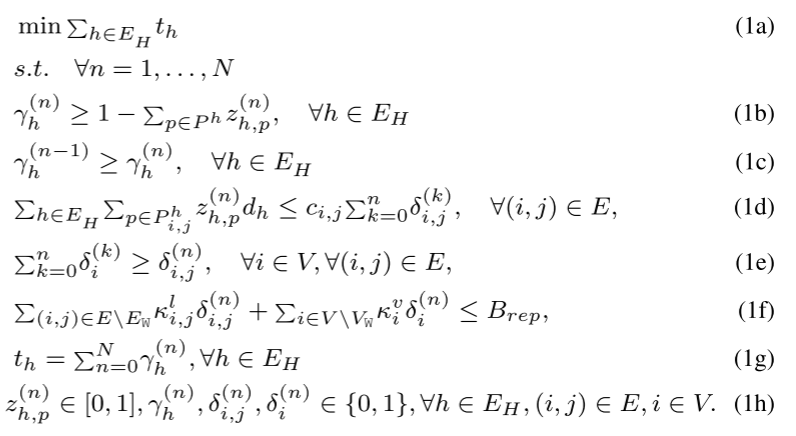 min ∑_{h∈E_H} t_h (1a)
s.t. ∀n = 1, . . . , N
γ_h^{(n)} ≥ 1 − ∑_{p∈P^h} z_{h,p}^{(n)}, ∀h ∈ E_H (1b)
γ_h^{(n−1)} ≥ γ_h^{(n)}, ∀h ∈ E_H (1c)
∑_{h∈E_H} ∑_{p∈P_{i,j}^h} z_{h,p}^{(n)} d_h ≤ c_{i,j} ∑_{k=0}^{n} δ_{i,j}^{(k)}, ∀(i, j) ∈ E, (1d)
∑_{k=0}^{n} δ_i^{(k)} ≥ δ_{i,j}^{(n)}, ∀i ∈ V, ∀(i, j) ∈ E, (1e)
∑_{(i,j)∈E\E_W} κ_{i,j}^l δ_{i,j}^{(n)} + ∑_{i∈V\V_W} κ_i^v δ_i^{(n)} ≤ B_{rep}, (1f)
t_h = ∑_{n=0}^{N} γ_h^{(n)}, ∀h ∈ E_H (1g)
z_{h,p}^{(n)} ∈ [0, 1], γ_h^{(n)}, δ_{i,j}^{(n)}, δ_i^{(n)} ∈ {0, 1}, ∀h ∈ E_H, (i, j) ∈ E, i ∈ V. (1h)